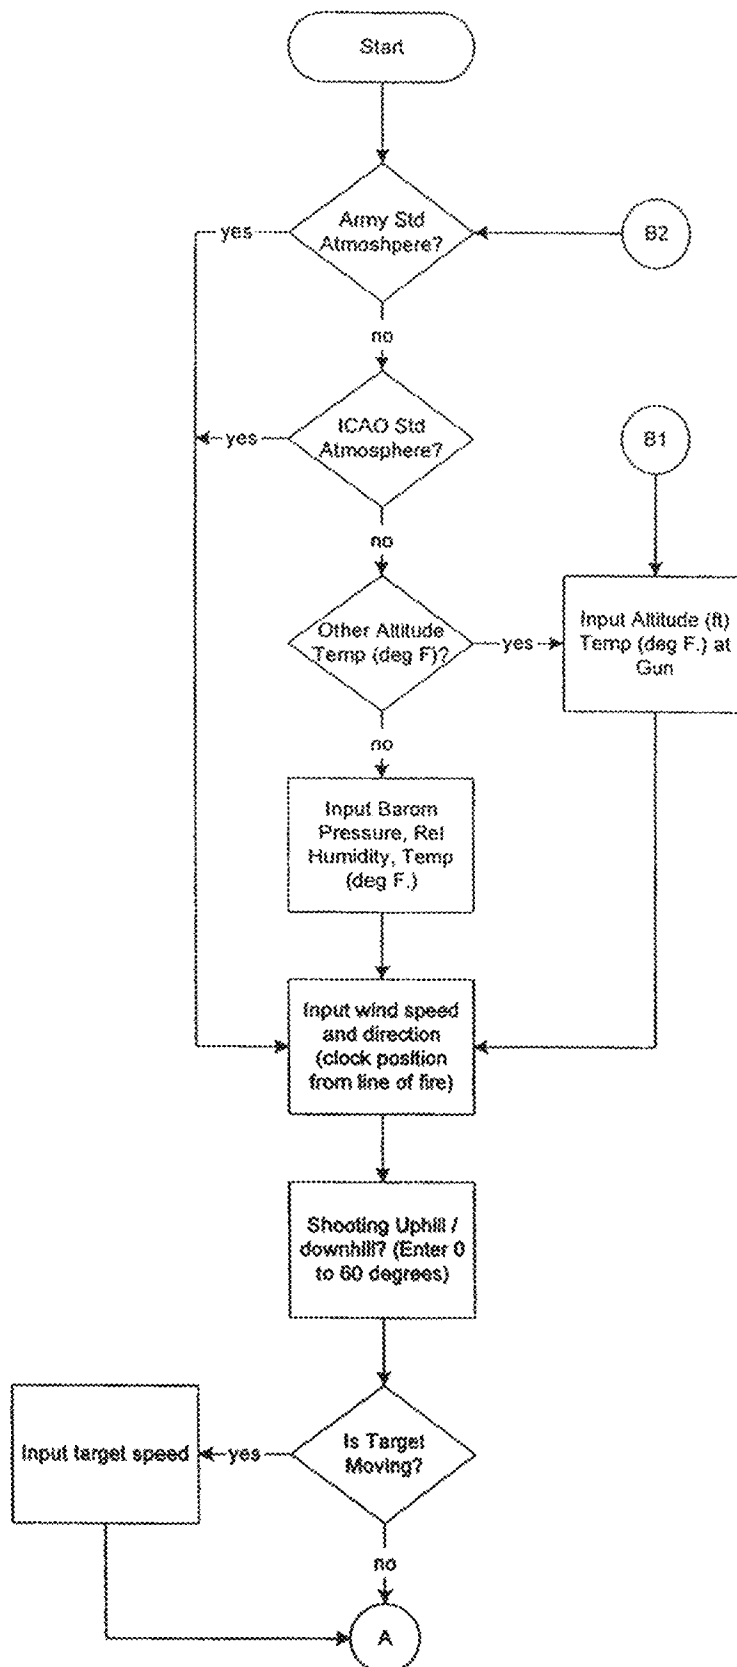 Start
Army Std
Atmoshpere?
yes
B2
no
ICAO Std
Atmosphere?
yes
B1
no
Other Altitude
Temp (deg F)?
yes
Input Altitude (ft)
Temp (deg F.) at
Gun
no
Input Barom
Pressure, Rel
Humidity, Temp
(deg F.)
Input wind speed
and direction
(clock position
from line of fire)
Shooting Uphill /
downhill? (Enter 0
to 60 degrees)
Is Target
Moving?
yes
Input target speed
no
A